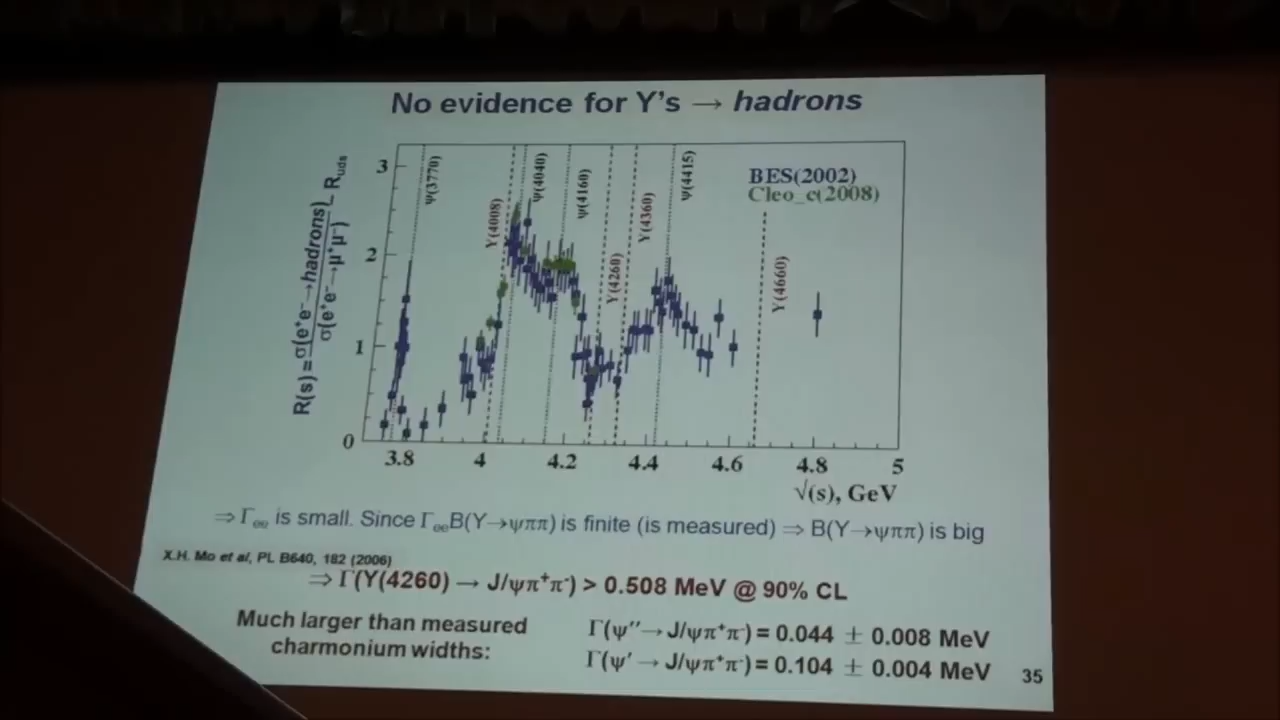 No evidence for Y's → hadrons
R(s) = σ(e⁺e⁻→hadrons) / σ(e⁺e⁻→μ⁺μ⁻) − R_uds
3
2
1
0
ψ(3770)
Y(4008)
ψ(4040)
ψ(4160)
Y(4260)
Y(4360)
ψ(4415)
Y(4660)
BES(2002)
Cleo_c(2008)
3.8 4 4.2 4.4 4.6 4.8 5
√(s), GeV
⇒ Γee is small. Since ΓeeB(Y→ψππ) is finite (is measured) ⇒ B(Y→ψππ) is big
X.H. Mo et al, PL B640, 182 (2006)
⇒ Γ(Y(4260) → J/ψπ⁺π⁻) > 0.508 MeV @ 90% CL
Much larger than measured
charmonium widths:
Γ(ψ′′→ J/ψπ⁺π⁻) = 0.044 ± 0.008 MeV
Γ(ψ′ → J/ψπ⁺π⁻) = 0.104 ± 0.004 MeV
35